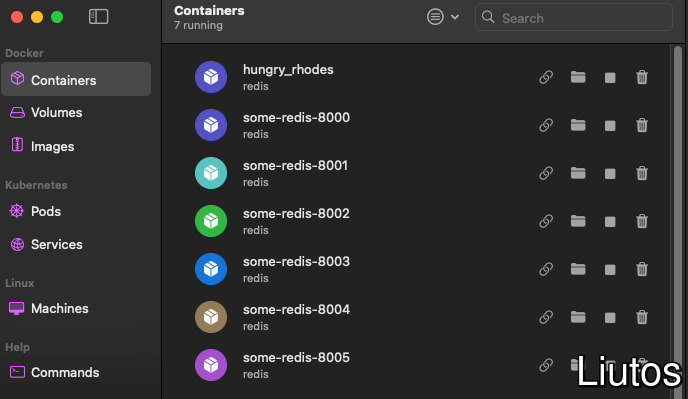 Containers
7 running
Search
Docker
Containers
Volumes
Images
Kubernetes
Pods
Services
Linux
Machines
Help
Commands
hungry_rhodes
redis
some-redis-8000
redis
some-redis-8001
redis
some-redis-8002
redis
some-redis-8003
redis
some-redis-8004
redis
some-redis-8005
redis
Liutos